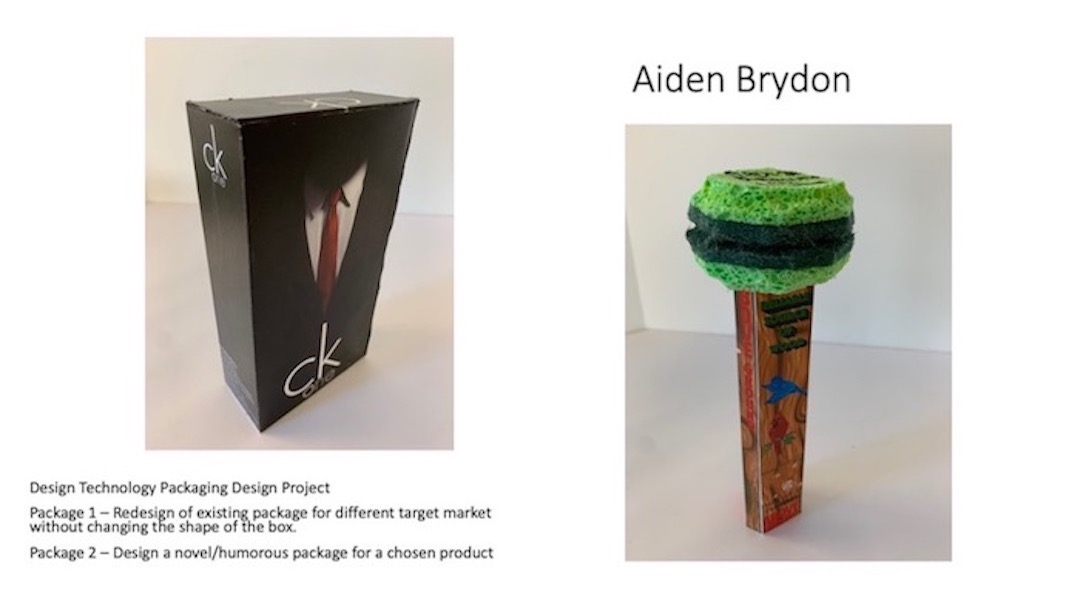 Aiden Brydon
ck
one
ck
one
Design Technology Packaging Design Project
Package 1 – Redesign of existing package for different target market
without changing the shape of the box.
Package 2 – Design a novel/humorous package for a chosen product